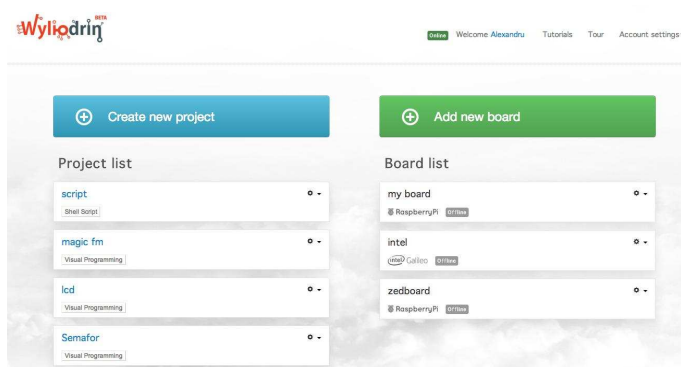 Wyliodrin BETA
Online Welcome Alexandru Tutorials Tour Account settings
Create new project
Project list
script
Shell Script
magic fm
Visual Programming
lcd
Visual Programming
Semafor
Visual Programming
Add new board
Board list
my board
RaspberryPi Offline
intel
intel Galileo Offline
zedboard
RaspberryPi Offline